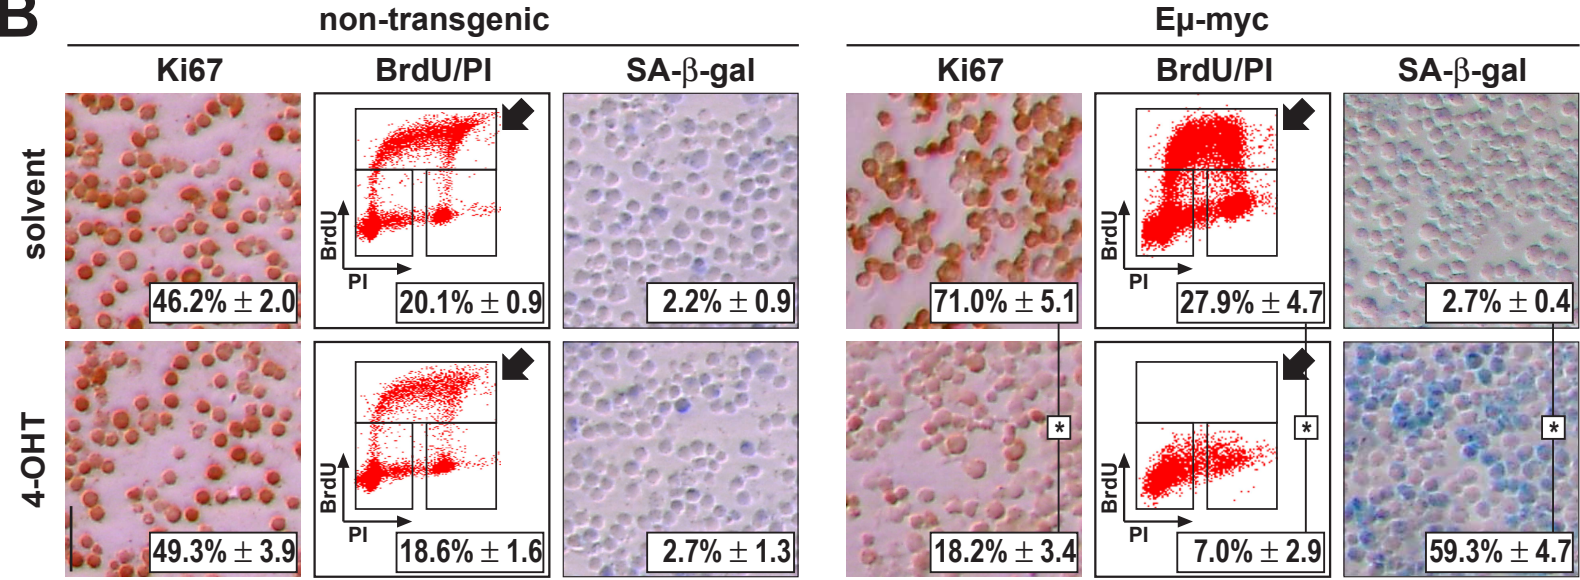 B
non-transgenic Eμ-myc
Ki67 BrdU/PI SA-β-gal Ki67 BrdU/PI SA-β-gal
solvent
BrdU
PI
BrdU
PI
46.2% ± 2.0 20.1% ± 0.9 2.2% ± 0.9 71.0% ± 5.1 27.9% ± 4.7 2.7% ± 0.4
4-OHT
* * *
BrdU
PI
BrdU
PI
49.3% ± 3.9 18.6% ± 1.6 2.7% ± 1.3 18.2% ± 3.4 7.0% ± 2.9 59.3% ± 4.7